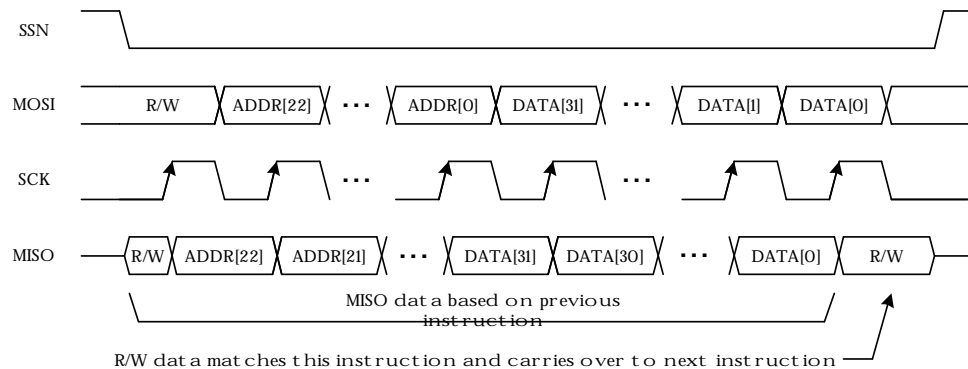 SSN
MOSI R/W ADDR[22] ... ADDR[0] DATA[31] ... DATA[1] DATA[0]
SCK ... ...
MISO R/W ADDR[22] ADDR[21] ... DATA[31] DATA[30] ... DATA[0] R/W
MISO data based on previous
instruction
R/W data matches this instruction and carries over to next instruction